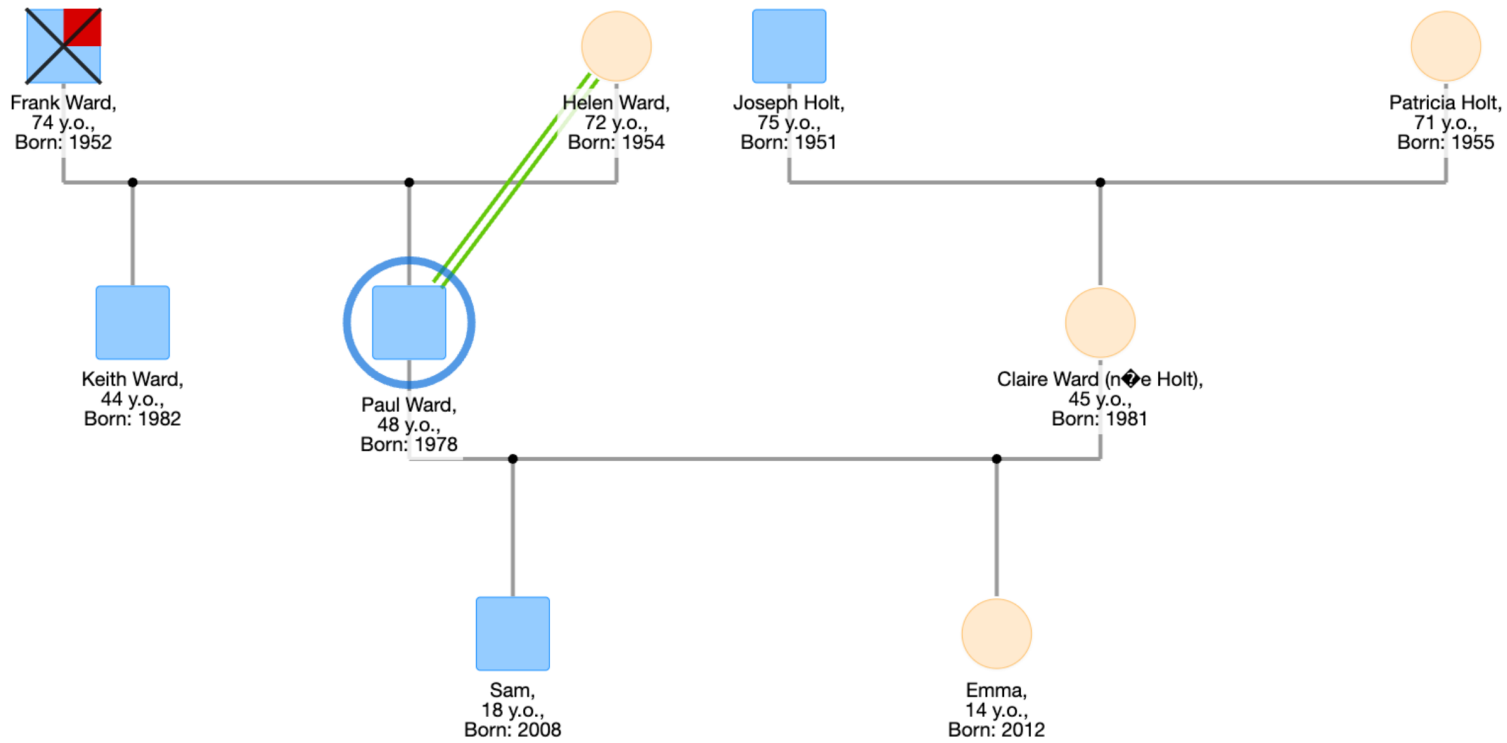 Frank Ward,
74 y.o.,
Born: 1952
Helen Ward,
72 y.o.,
Born: 1954
Joseph Holt,
75 y.o.,
Born: 1951
Patricia Holt,
71 y.o.,
Born: 1955
Keith Ward,
44 y.o.,
Born: 1982
Paul Ward,
48 y.o.,
Born: 1978
Claire Ward (n�e Holt),
45 y.o.,
Born: 1981
Sam,
18 y.o.,
Born: 2008
Emma,
14 y.o.,
Born: 2012